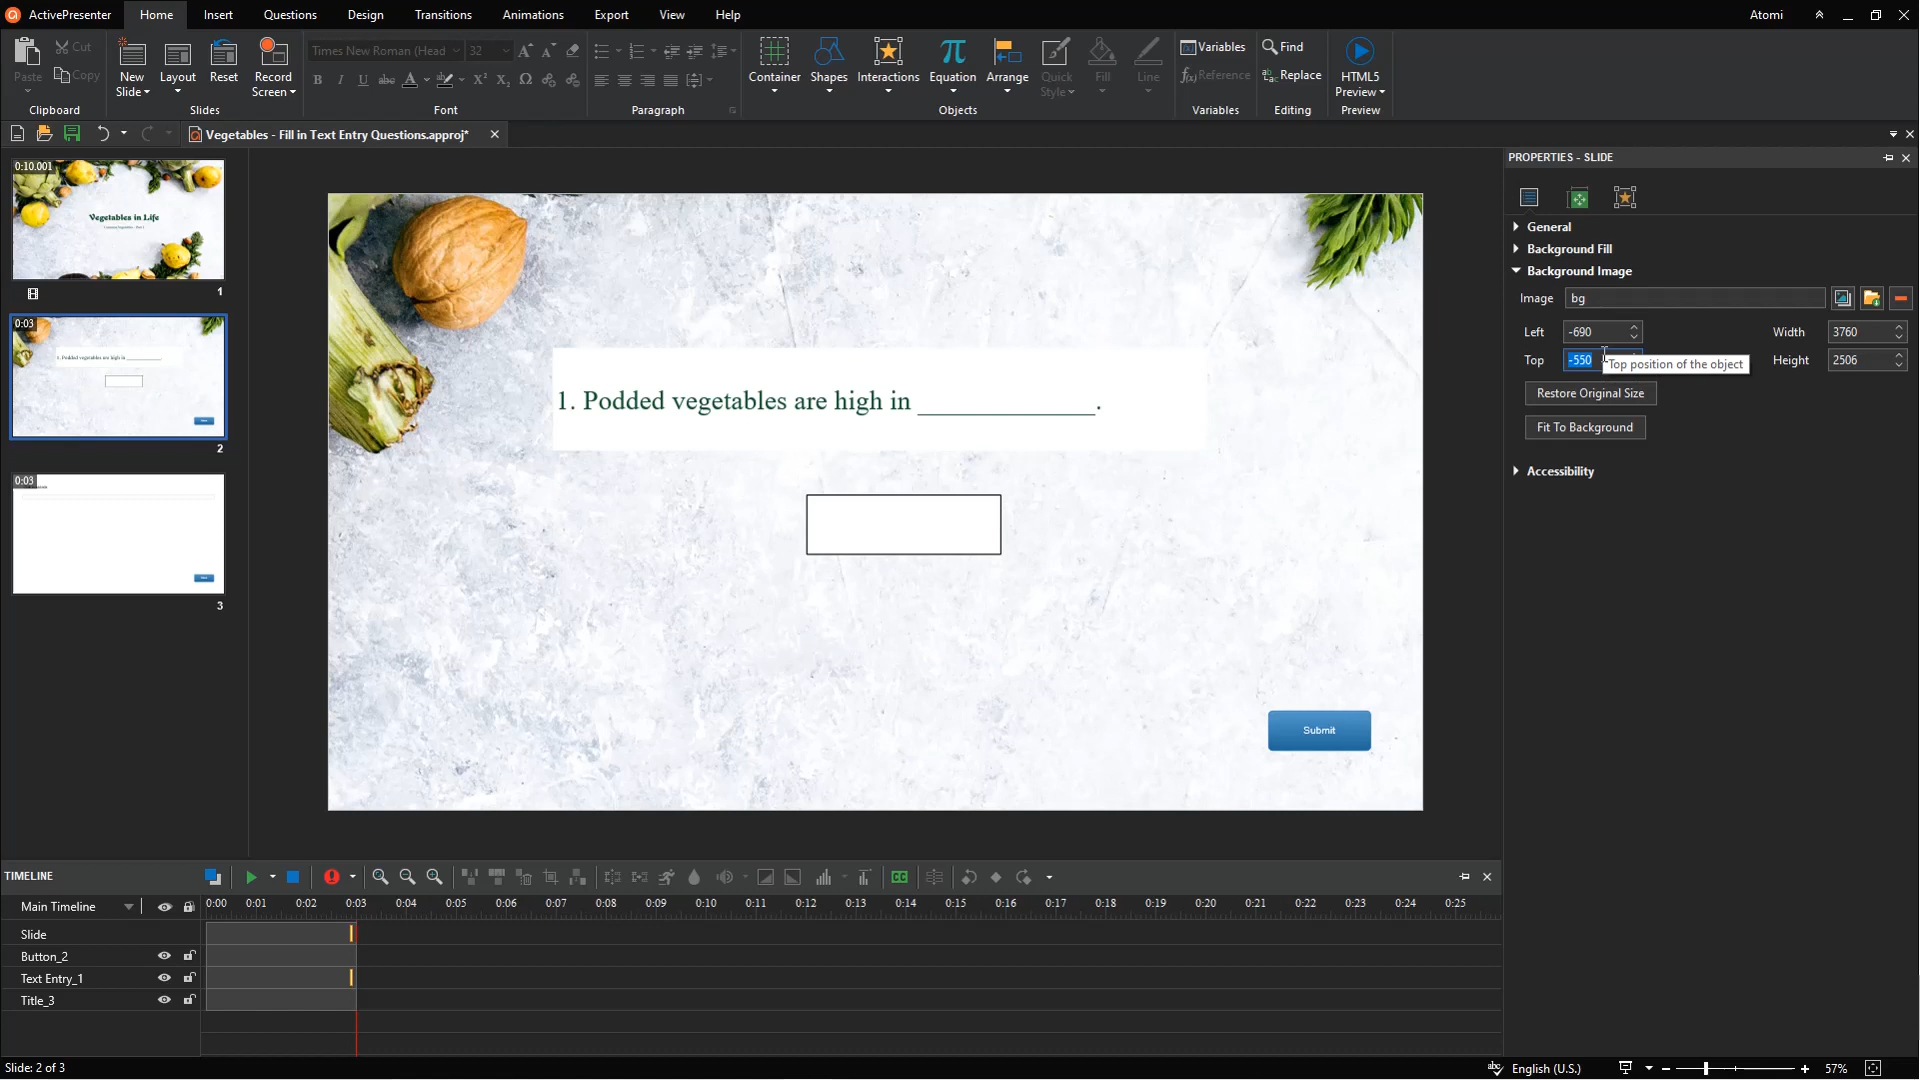 ActivePresenter
Home
Insert
Questions
Design
Transitions
Animations
Export
View
Help
Atomi
Paste
Cut
Copy
Clipboard
New
Slide
Layout
Reset
Record
Screen
Slides
Times New Roman (Head
32
B
I
U
abc
Font
Paragraph
Container
Shapes
Interactions
Equation
Arrange
Quick
Style
Fill
Line
Objects
Variables
Reference
Variables
Find
Replace
Editing
HTML5
Preview
Preview
Vegetables - Fill in Text Entry Questions.approj*
0:10.001
Vegetables in Life
1
0:03
1. Podded vegetables are high in ____________.
2
0:03
3
1. Podded vegetables are high in ____________.
Submit
PROPERTIES - SLIDE
General
Background Fill
Background Image
Image
bg
Left
-690
Width
3760
Top
-550
Top position of the object
Height
2506
Restore Original Size
Fit To Background
Accessibility
TIMELINE
CC
Main Timeline
0:00 0:01 0:02 0:03 0:04 0:05 0:06 0:07 0:08 0:09 0:10 0:11 0:12 0:13 0:14 0:15 0:16 0:17 0:18 0:19 0:20 0:21 0:22 0:23 0:24 0:25
Slide
Button_2
Text Entry_1
Title_3
Slide: 2 of 3
English (U.S.)
57%